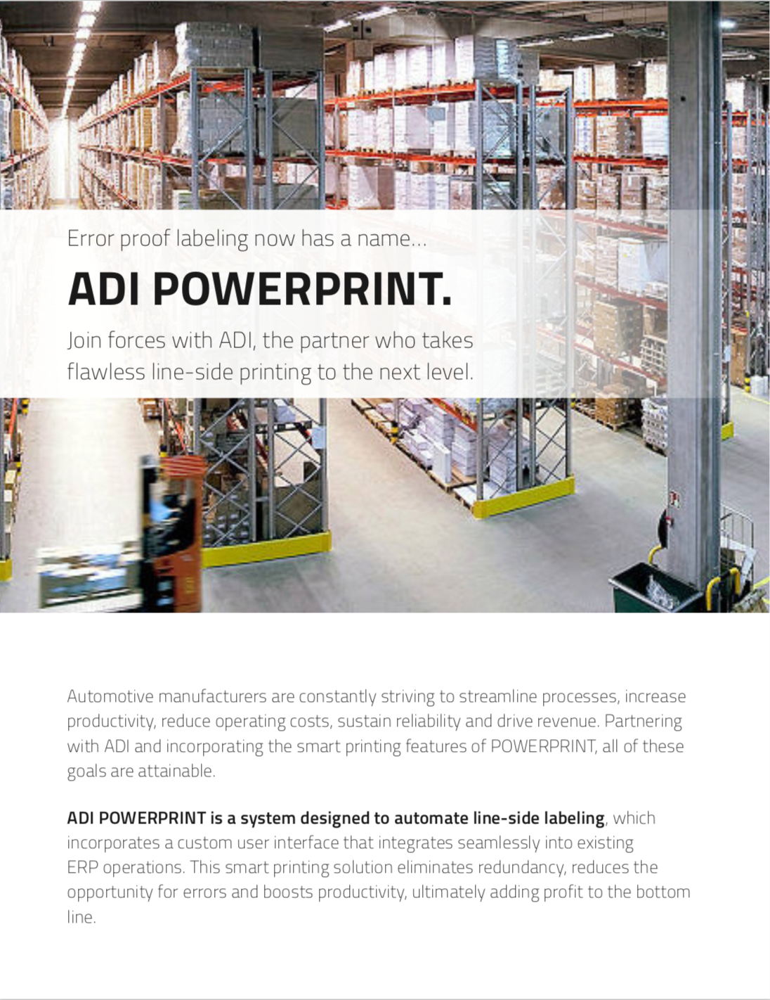 Error proof labeling now has a name...
ADI POWERPRINT.
Join forces with ADI, the partner who takes
flawless line-side printing to the next level.
Automotive manufacturers are constantly striving to streamline processes, increase
productivity, reduce operating costs, sustain reliability and drive revenue. Partnering
with ADI and incorporating the smart printing features of POWERPRINT, all of these
goals are attainable.
ADI POWERPRINT is a system designed to automate line-side labeling, which
incorporates a custom user interface that integrates seamlessly into existing
ERP operations. This smart printing solution eliminates redundancy, reduces the
opportunity for errors and boosts productivity, ultimately adding profit to the bottom
line.